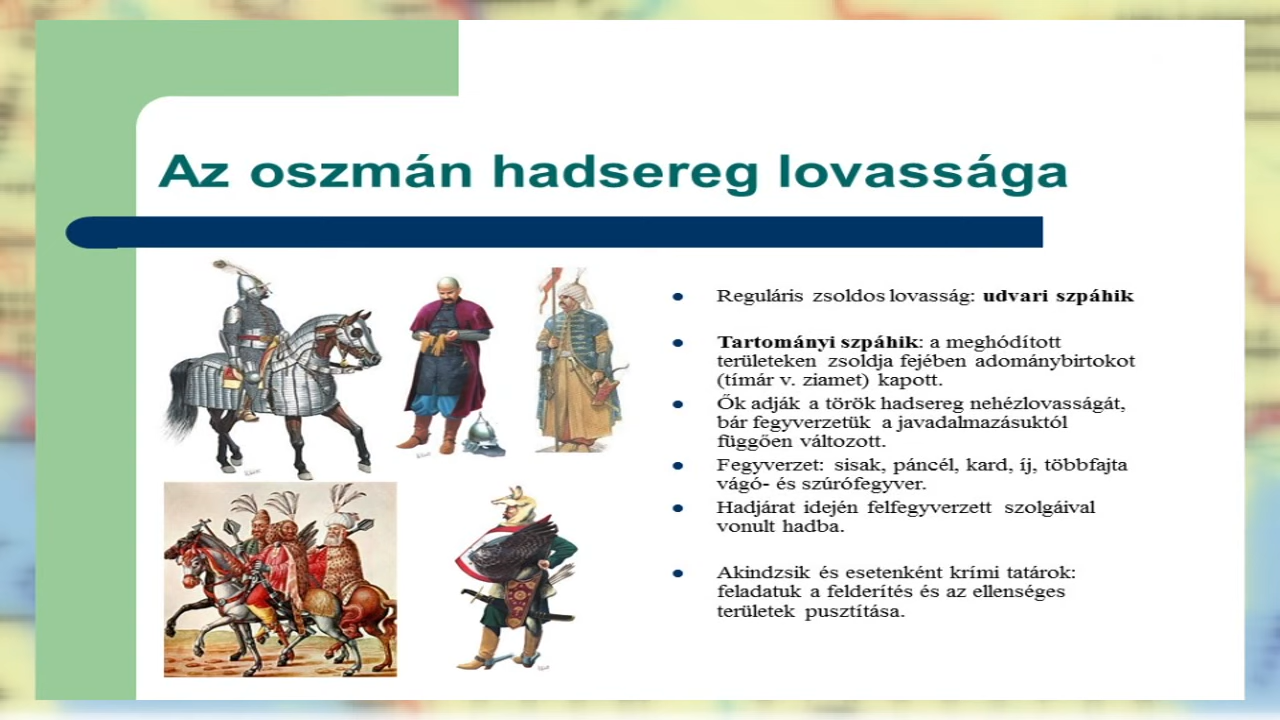 Az oszmán hadsereg lovassága
Reguláris zsoldos lovasság: udvari szpáhik
Tartományi szpáhik: a meghódított
területeken zsoldja fejében adománybirtokot
(tímár v. ziamet) kapott.
Ők adják a török hadsereg nehézlovasságát,
bár fegyverzetük a javadalmazásuktól
függően változott.
Fegyverzet: sisak, páncél, kard, íj, többfajta
vágó- és szúrófegyver.
Hadjárat idején felfegyverzett szolgáival
vonult hadba.
Akindzsik és esetenként krími tatárok:
feladatuk a felderítés és az ellenséges
területek pusztítása.